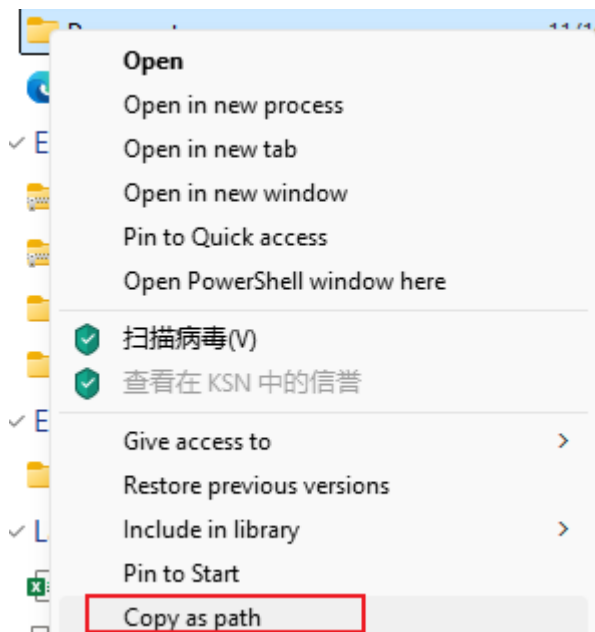 Open
Open in new process
Open in new tab
Open in new window
Pin to Quick access
Open PowerShell window here
扫描病毒(V)
查看在 KSN 中的信誉
Give access to
Restore previous versions
Include in library
Pin to Start
Copy as path